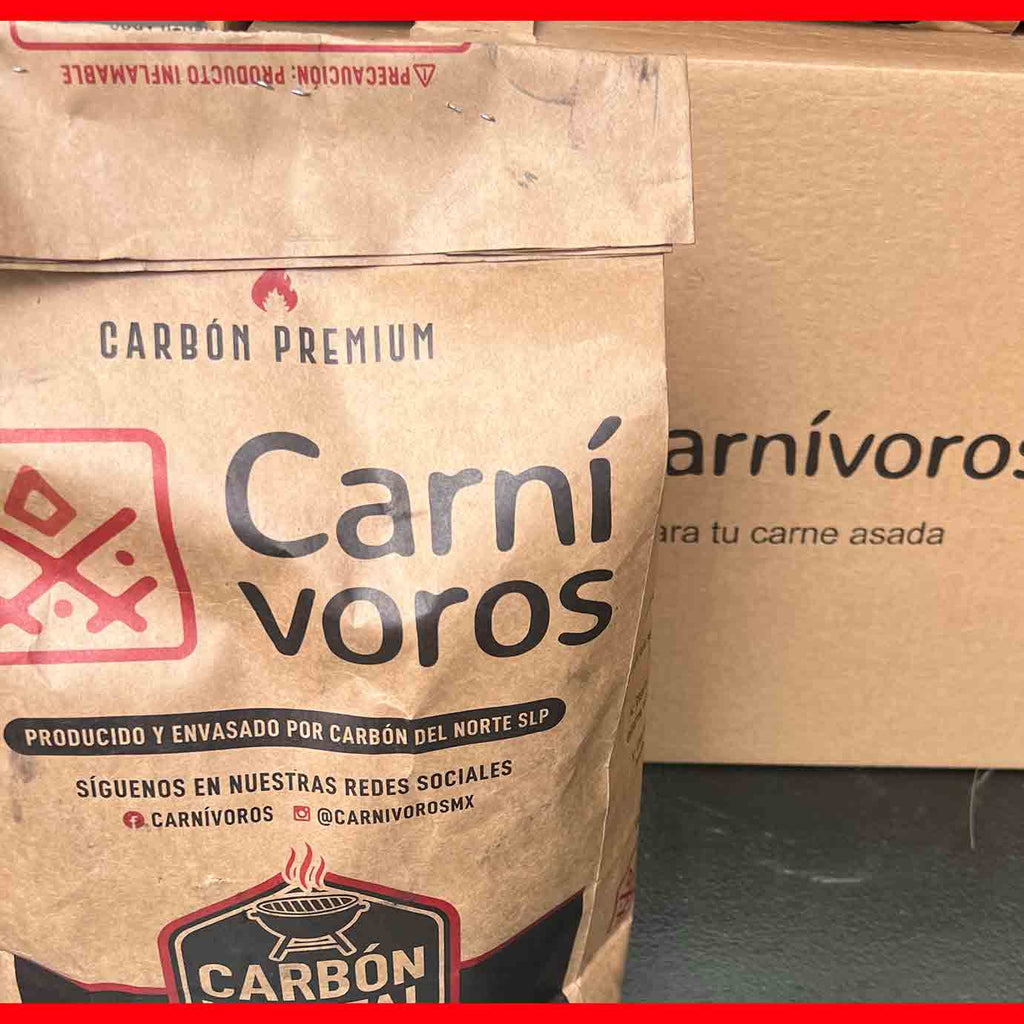 ⚠PRECAUCIÓN: PRODUCTO INFLAMABLE
CARBÓN PREMIUM
Carní
voros
PRODUCIDO Y ENVASADO POR CARBÓN DEL NORTE SLP
SÍGUENOS EN NUESTRAS REDES SOCIALES
CARNÍVOROS @CARNIVOROSMX
CARBÓN
arnívoros
ara tu carne asada